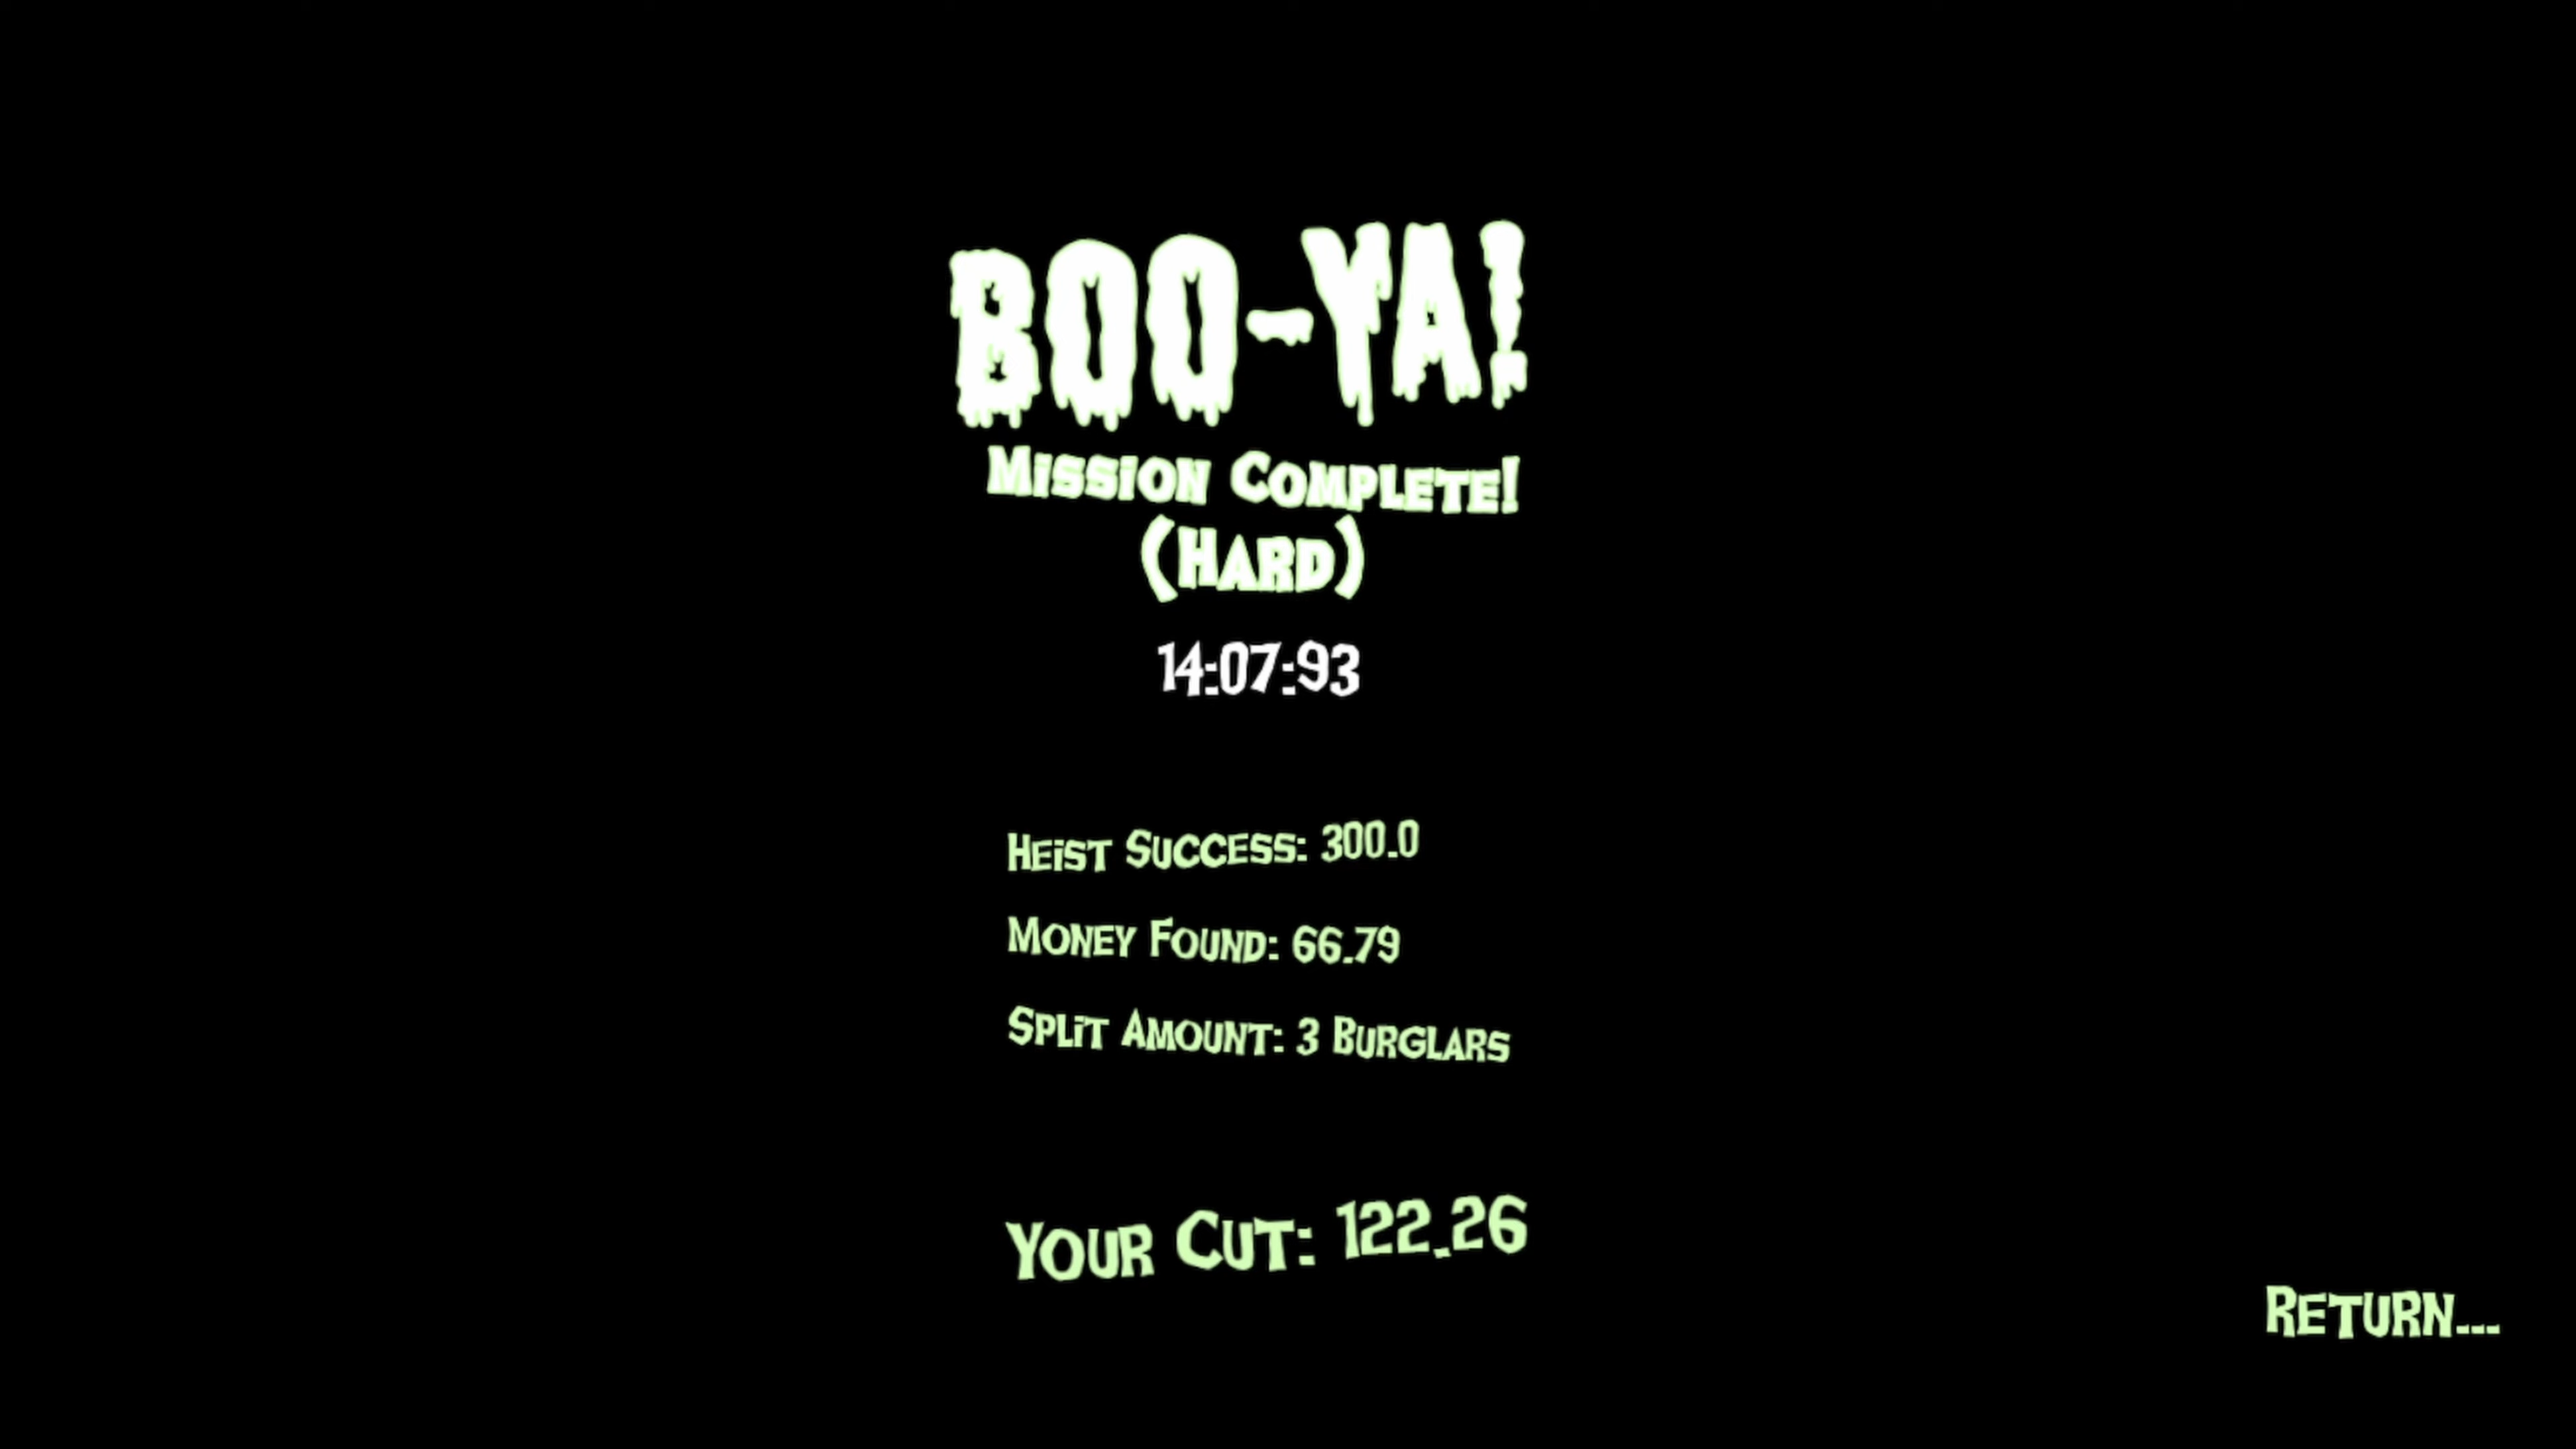 BOO-YA!
Mission Complete!
(Hard)
14:07:93
Heist Success: 300.0
Money Found: 66.79
Split Amount: 3 Burglars
Your Cut: 122.26
Return...